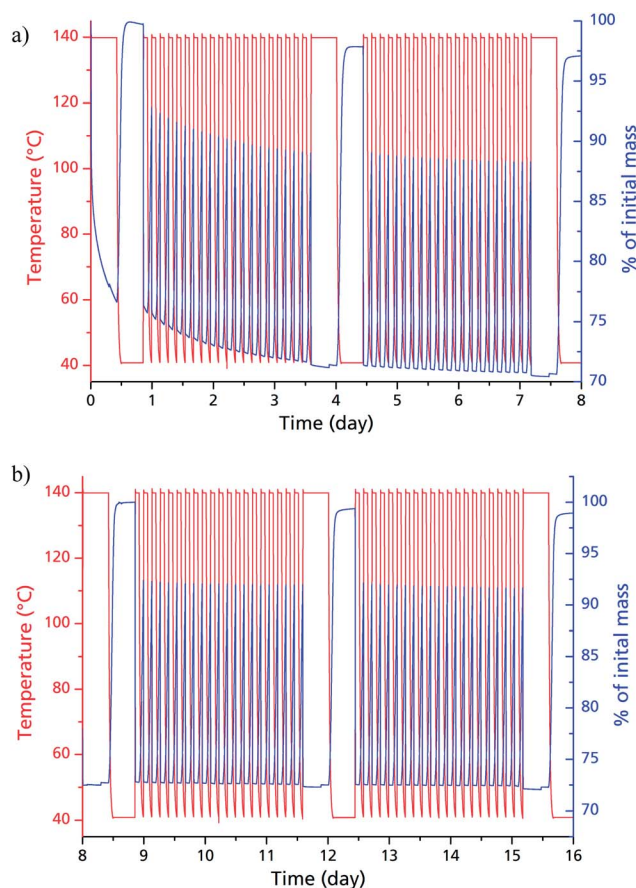 a)
140
120
100
80
60
40
Temperature (°C)
100
95
90
85
80
75
70
% of initial mass
0 1 2 3 4 5 6 7 8
Time (day)
b)
140
120
100
80
60
40
Temperature (°C)
100
95
90
85
80
75
70
% of inital mass
8 9 10 11 12 13 14 15 16
Time (day)